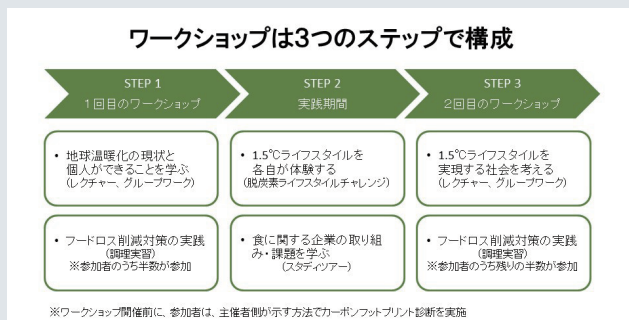 ワークショップは3つのステップで構成
STEP 1
1回目のワークショップ
STEP 2
実践期間
STEP 3
2回目のワークショップ
• 地球温暖化の現状と
個人ができることを学ぶ
(レクチャー、グループワーク)
• 1.5℃ライフスタイルを
各自が体験する
(脱炭素ライフスタイルチャレンジ)
• 1.5℃ライフスタイルを
実現する社会を考える
(レクチャー、グループワーク)
• フードロス削減対策の実践
(調理実習)
※参加者のうち半数が参加
• 食に関する企業の取り組
み・課題を学ぶ
(スタディツアー)
• フードロス削減対策の実践
(調理実習)
※参加者のうち残りの半数が参加
※ワークショップ開催前に、参加者は、主催者側が示す方法でカーボンフットプリント診断を実施